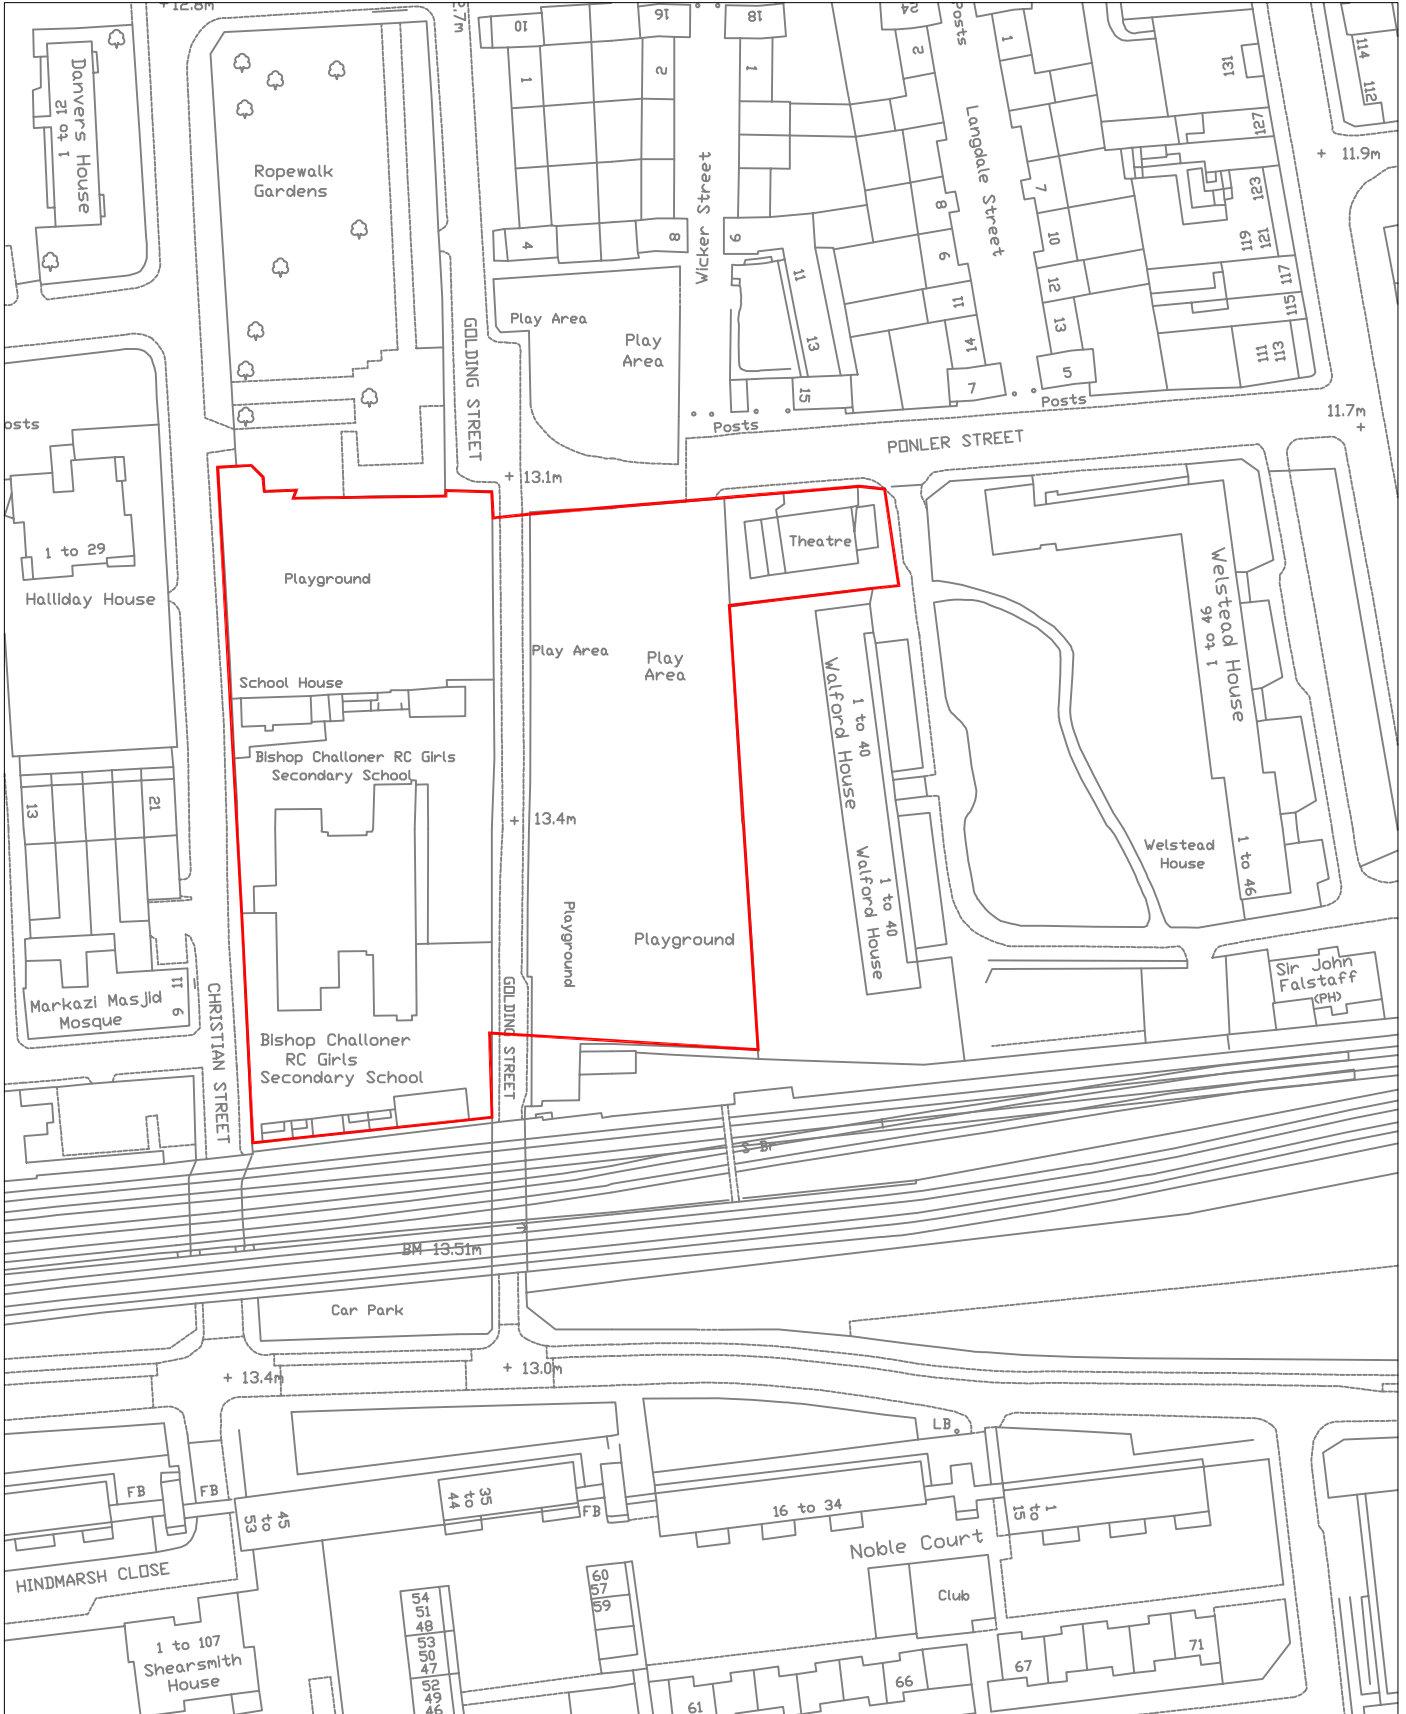 12.8m
2.7m
10
16
18
24
Posts
114
112
Danvers House
12 to 1
1
2
1
2
1
131
127
+ 11.9m
Ropewalk
Gardens
Wicker Street
Langdale Street
7
8
123
121
119
4
8
9
10
9
11
12
11
117
115
Play Area
Play
Area
GOLDING STREET
13
14
13
111
113
15
7
5
Posts
Posts
osts
PONLER STREET
11.7m
+
+ 13.1m
1 to 29
Halliday House
Playground
Theatre
Welstead House
46 to 1
Play Area
Play
Area
School House
Walford House
1 to 40
Bishop Challoner RC Girls
Secondary School
13
21
+ 13.4m
Welstead
House
1 to 46
Walford House
1 to 40
Playground
Playground
Markazi Masjid
Mosque
11
6
CHRISTIAN STREET
GOLDING STREET
Sir John
Falstaff
(PH)
Bishop Challoner
RC Girls
Secondary School
S Br
BM 13.51m
Car Park
+ 13.4m
+ 13.0m
LB
FB
FB
FB
45
to
53
35
to
44
16 to 34
1
to
15
Noble Court
HINDMARSH CLOSE
Club
54
51
48
53
50
47
52
49
46
60
57
59
1 to 107
Shearsmith
House
61
66
67
71